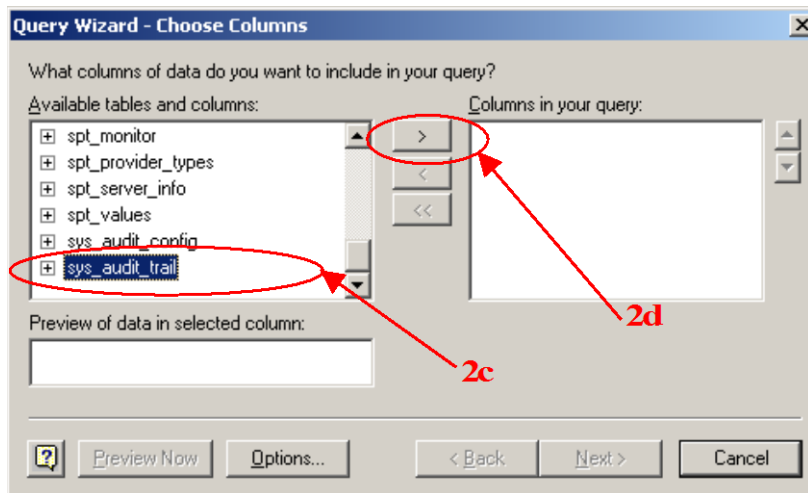 Query Wizard - Choose Columns
What columns of data do you want to include in your query?
Available tables and columns:
Columns in your query:
spt_monitor
spt_provider_types
spt_server_info
spt_values
sys_audit_config
sys_audit_trail
>
<
<<
2d
Preview of data in selected column:
2c
? Preview Now Options... < Back Next > Cancel